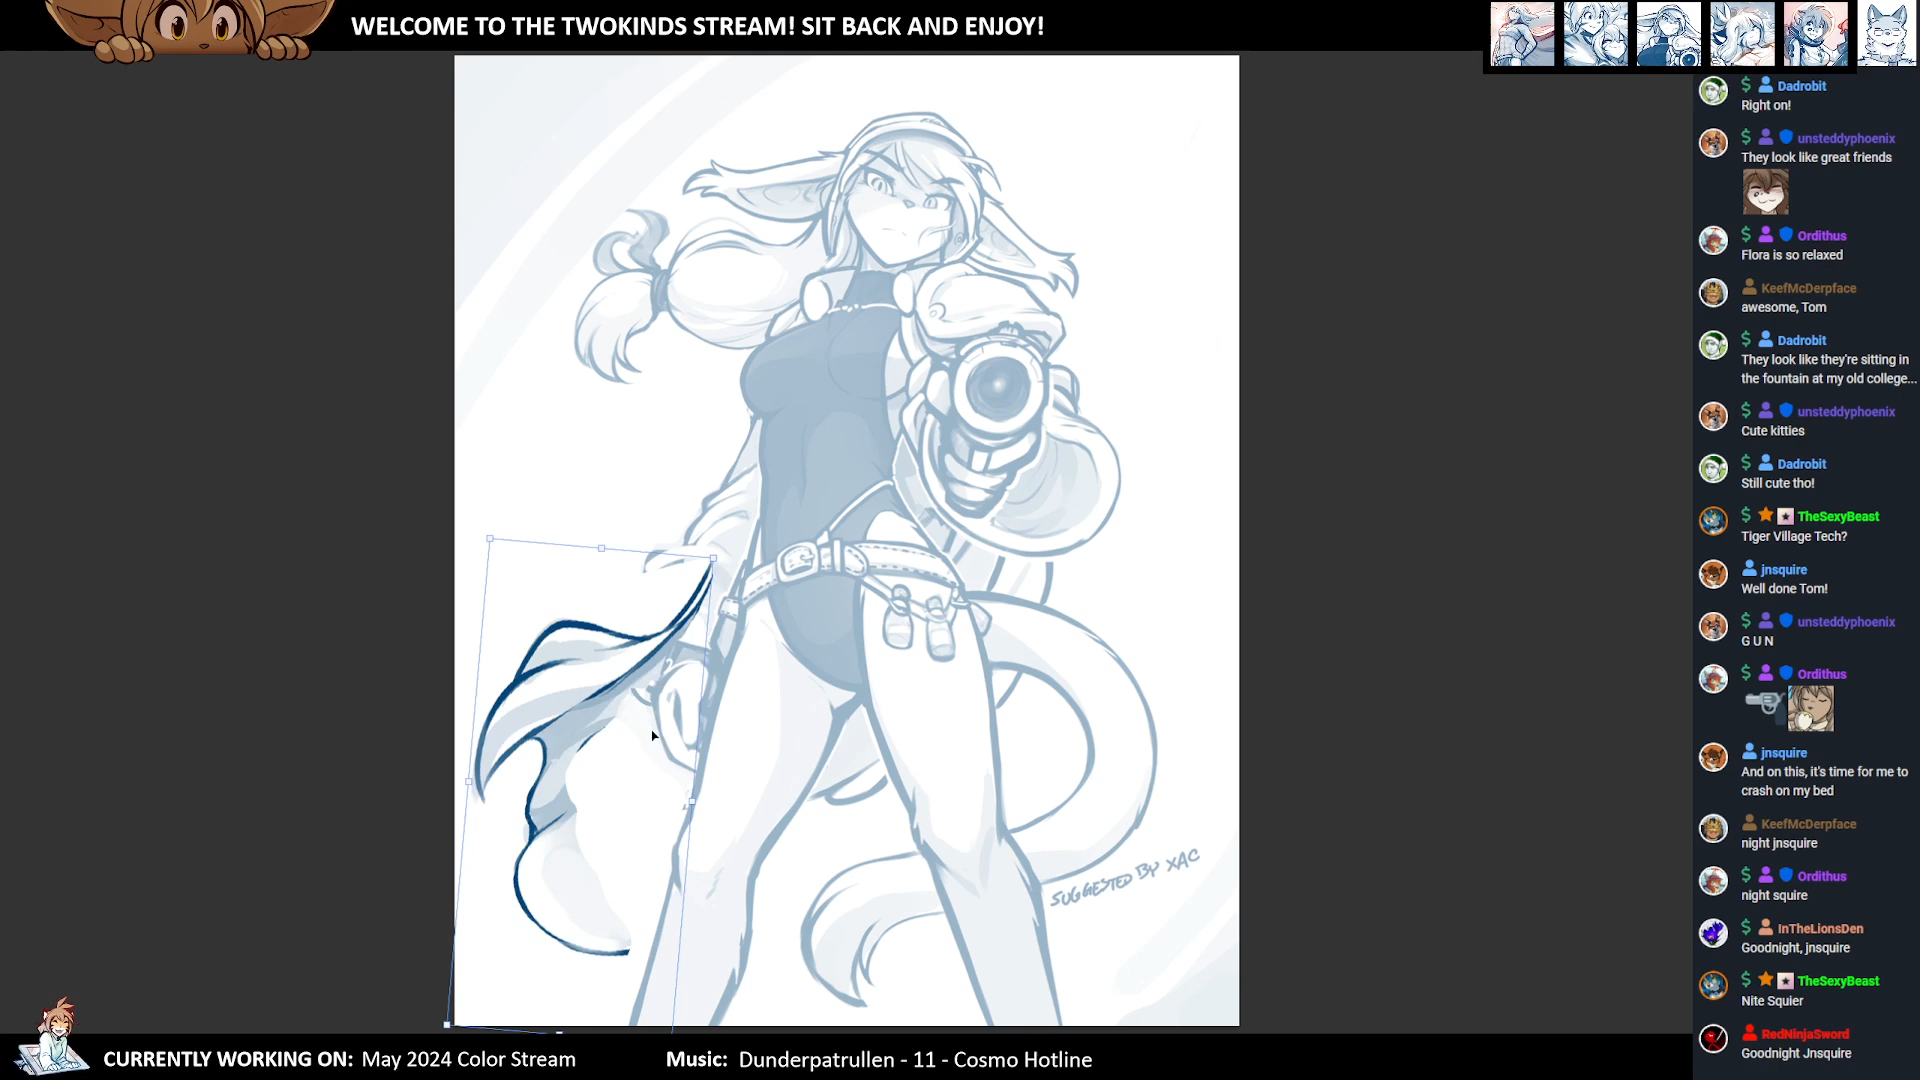 WELCOME TO THE TWOKINDS STREAM! SIT BACK AND ENJOY!
Dadrobit
Right on!
unsteddyphoenix
They look like great friends
Ordithus
Flora is so relaxed
KeefMcDerpface
awesome, Tom
Dadrobit
They look like they're sitting in
the fountain at my old college...
unsteddyphoenix
Cute kitties
Dadrobit
Still cute tho!
TheSexyBeast
Tiger Village Tech?
jnsquire
Well done Tom!
unsteddyphoenix
G U N
Ordithus
jnsquire
And on this, it's time for me to
crash on my bed
KeefMcDerpface
night jnsquire
Ordithus
night squire
InTheLionsDen
Goodnight, jnsquire
TheSexyBeast
Nite Squier
RedNinjaSword
Goodnight Jnsquire
SUGGESTED BY XAC
CURRENTLY WORKING ON: May 2024 Color Stream
Music: Dunderpatrullen - 11 - Cosmo Hotline